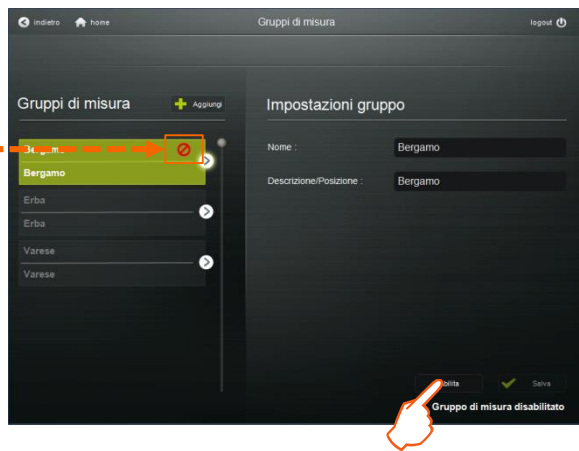 indietro home Gruppi di misura logout
Gruppi di misura Aggiungi Impostazioni gruppo
Bergamo Nome : Bergamo
Bergamo Descrizione/Posizione : Bergamo
Erba
Erba
Varese
Varese
Salva
Gruppo di misura disabilitato